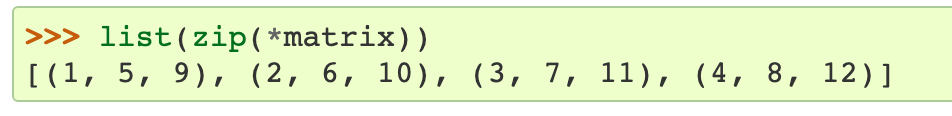 >>> list(zip(*matrix))
[(1, 5, 9), (2, 6, 10), (3, 7, 11), (4, 8, 12)]